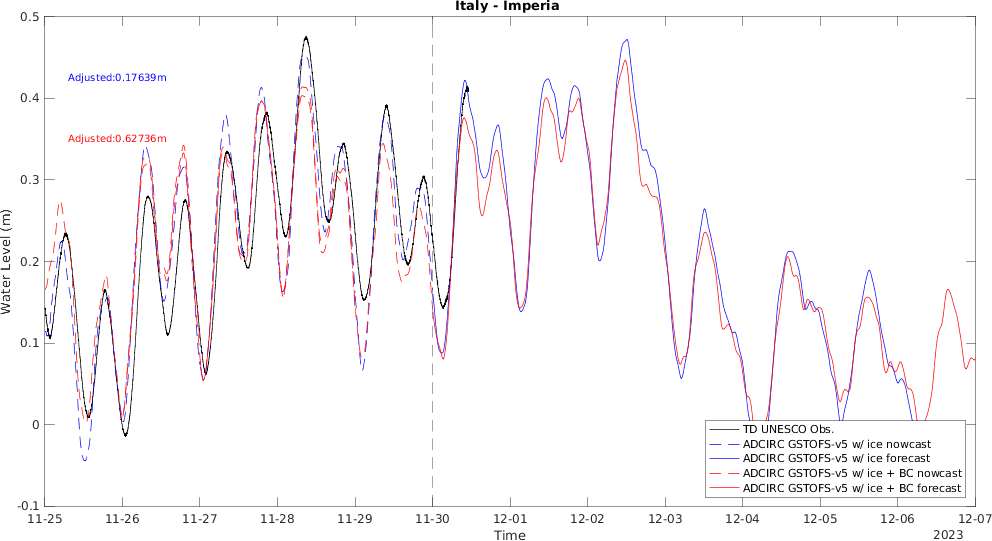 Italy - Imperia
Adjusted:0.17639m
Adjusted:0.62736m
Water Level (m)
0.5
0.4
0.3
0.2
0.1
0
-0.1
TD UNESCO Obs.
ADCIRC GSTOFS-v5 w/ ice nowcast
ADCIRC GSTOFS-v5 w/ ice forecast
ADCIRC GSTOFS-v5 w/ ice + BC nowcast
ADCIRC GSTOFS-v5 w/ ice + BC forecast
11-25 11-26 11-27 11-28 11-29 11-30 12-01 12-02 12-03 12-04 12-05 12-06 12-07
Time
2023